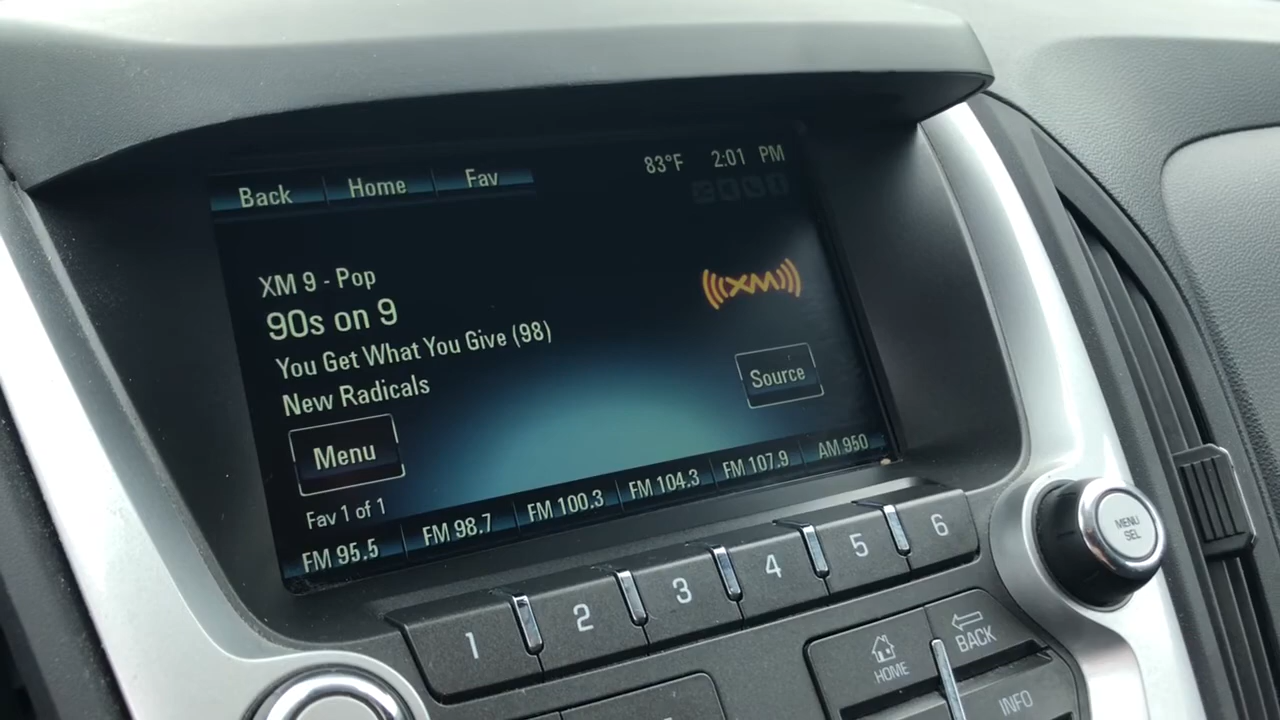 Back Home Fav 83°F 2:01 PM
XM 9 - Pop
90s on 9
((XM))
You Get What You Give (98)
New Radicals
Source
Menu
Fav 1 of 1
FM 95.5 FM 98.7 FM 100.3 FM 104.3 FM 107.9 AM 950
1 2 3 4 5 6
MENU
SEL
HOME
BACK
INFO